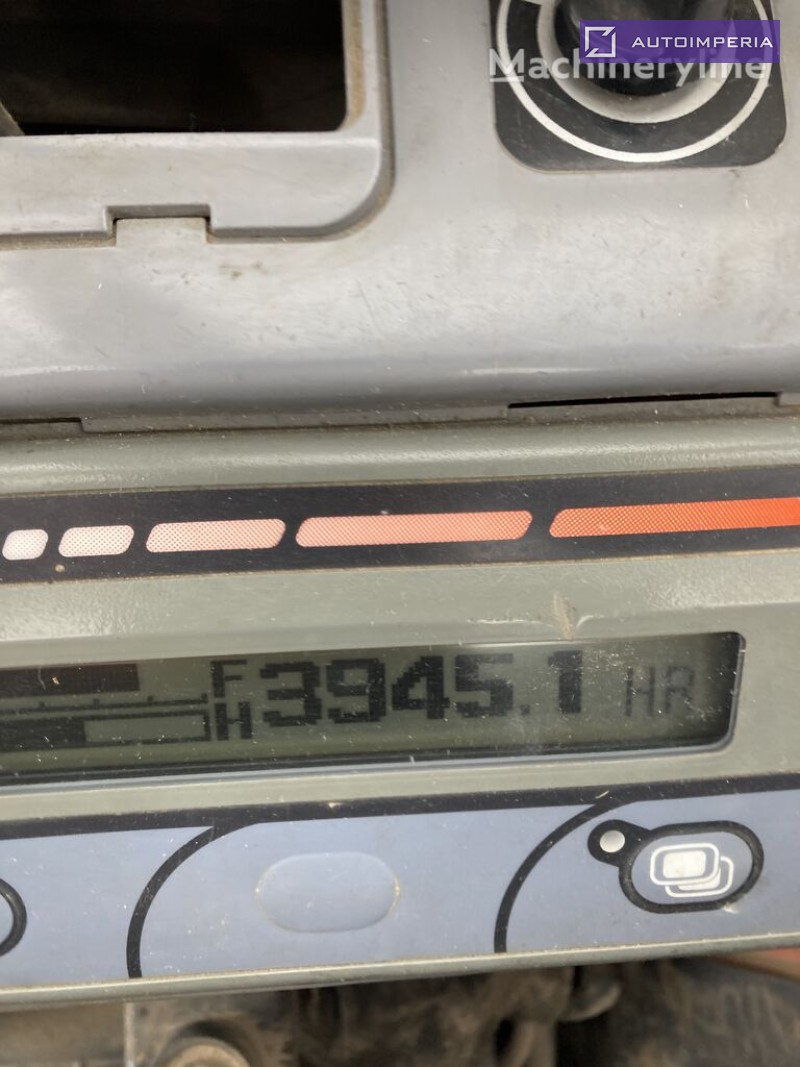 AUTOIMPERIA
Machineryline
F
H 3945.1 HR